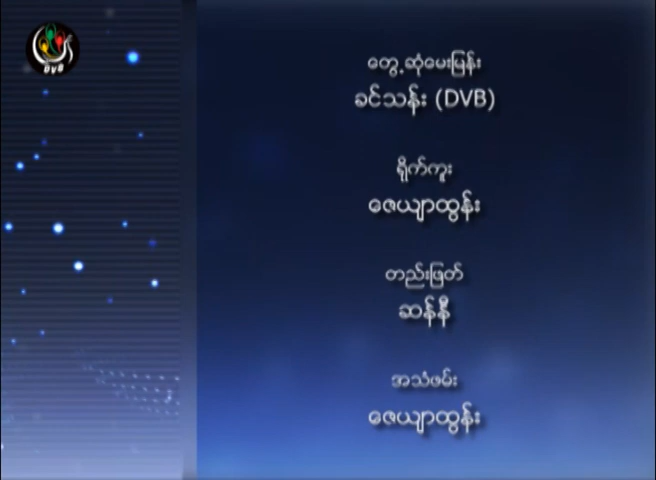 DVB
တွေ့ဆုံမေးမြန်း
ခင်သန်း (DVB)
ရိုက်ကူး
ဇေယျာထွန်း
တည်းဖြတ်
ဆန်နီ
အသံဖမ်း
ဇေယျာထွန်း